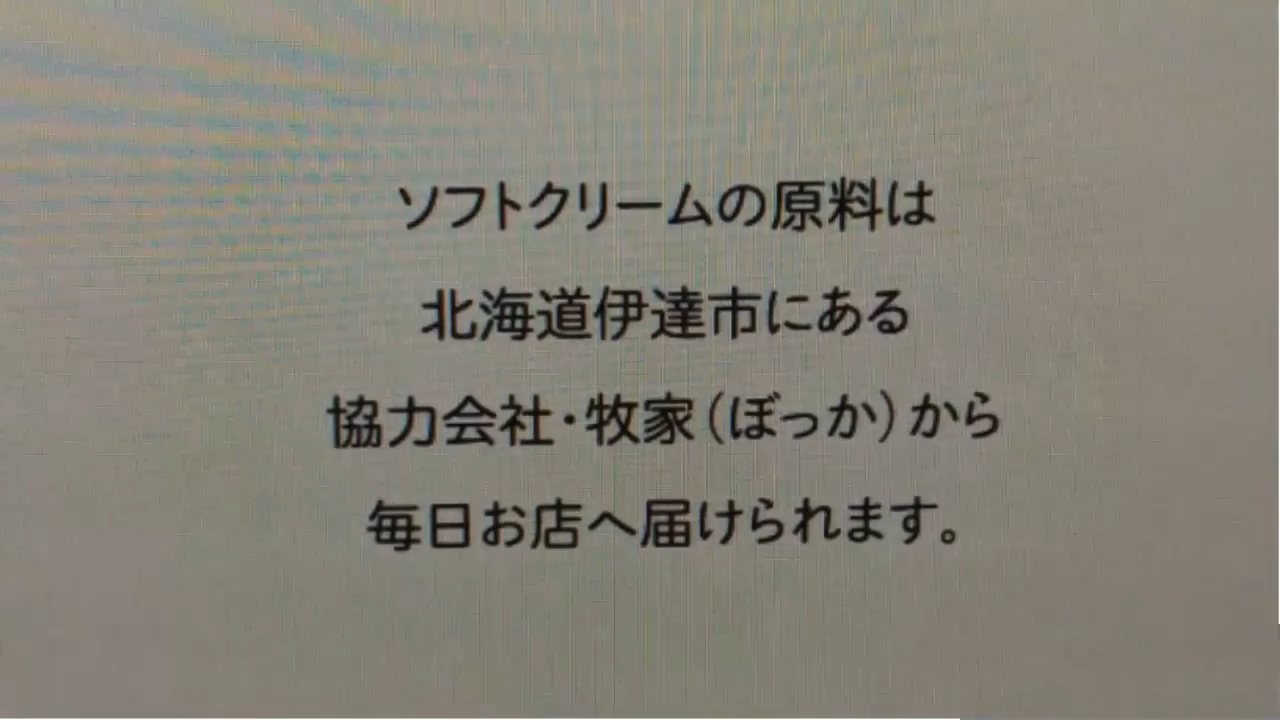 ソフトクリームの原料は
北海道伊達市にある
協力会社・牧家(ぼっか)から
毎日お店へ届けられます。